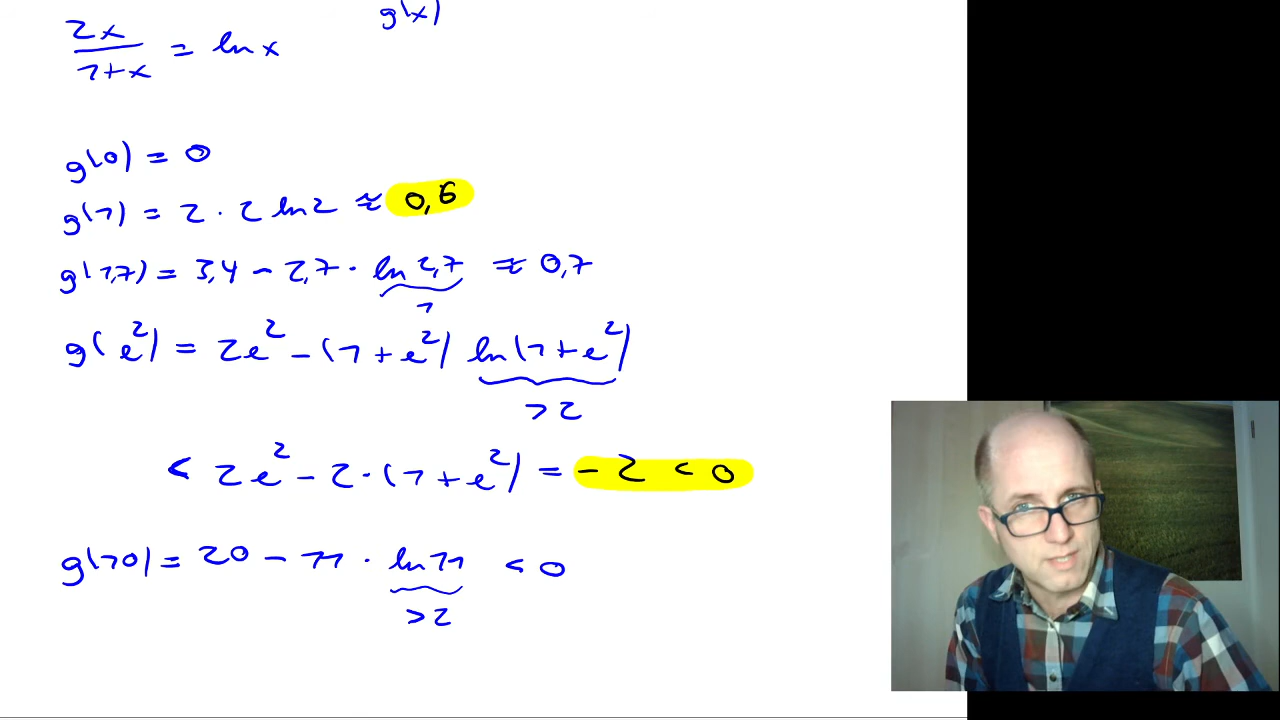 g(x)
2x/(1+x) = ln x
g(0) = 0
g(1) = 2 · 2 ln 2 ≈ 0,6
g(1,7) = 3,4 − 2,7 · ln 2,7 ≈ 0,7
1
g(e²) = 2e² − (1 + e²) ln(1 + e²)
> 2
< 2e² − 2 · (1 + e²) = −2 < 0
g(10) = 20 − 11 · ln 11 < 0
> 2